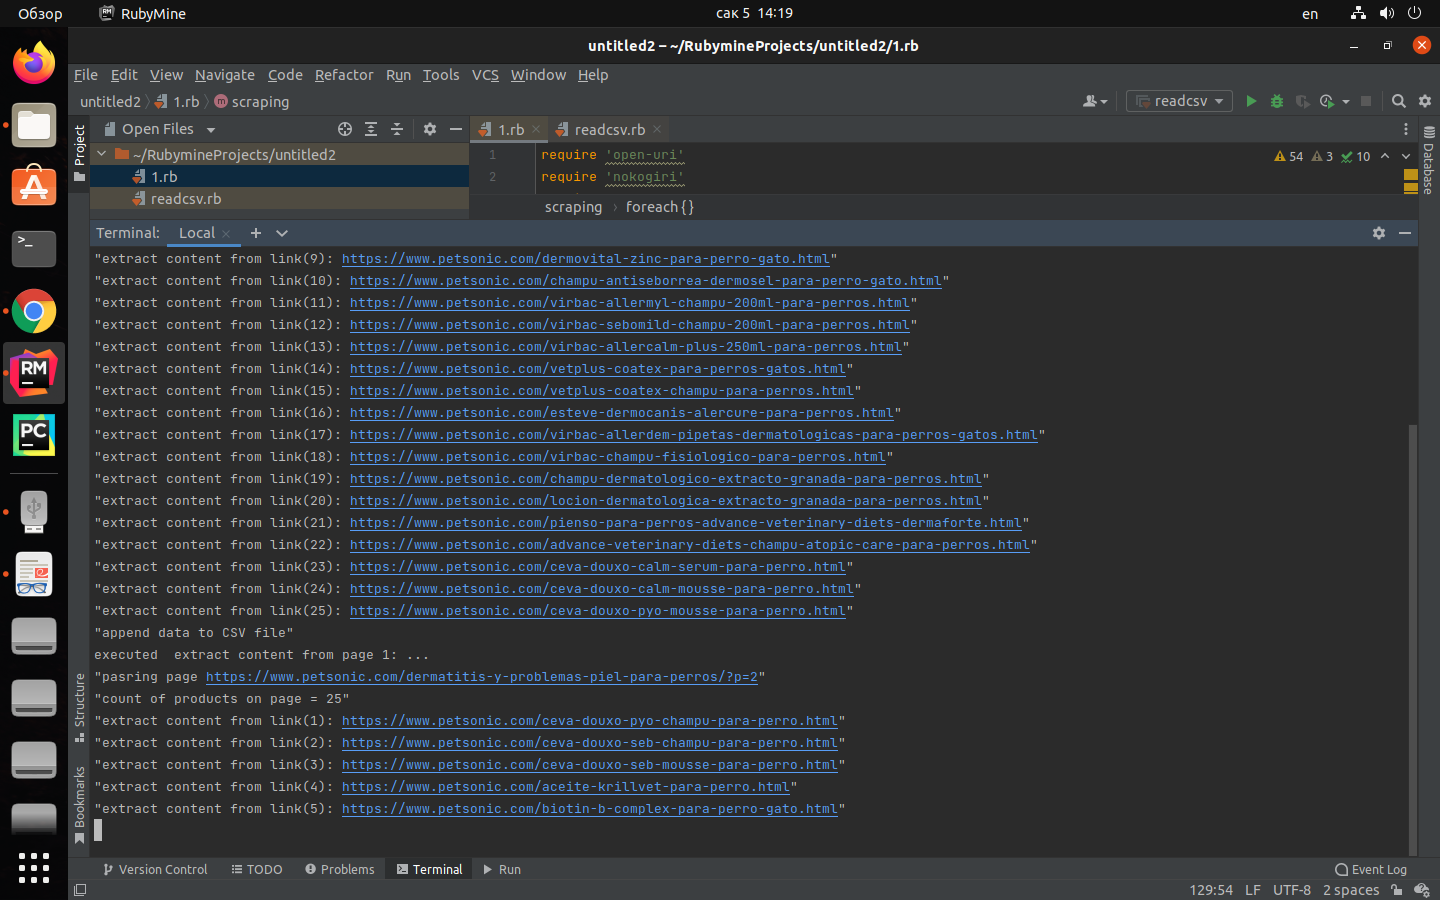 Обзор
RubyMine
сак 5 14:19
en
untitled2 – ~/RubymineProjects/untitled2/1.rb
File Edit View Navigate Code Refactor Run Tools VCS Window Help
untitled2 1.rb m scraping
readcsv
Project
Open Files
1.rb
readcsv.rb
~/RubymineProjects/untitled2
1.rb
readcsv.rb
1 require 'open-uri'
2 require 'nokogiri'
54 3 10
scraping foreach{}
Database
Terminal: Local
"extract content from link(9): https://www.petsonic.com/dermovital-zinc-para-perro-gato.html"
"extract content from link(10): https://www.petsonic.com/champu-antiseborrea-dermosel-para-perro-gato.html"
"extract content from link(11): https://www.petsonic.com/virbac-allermyl-champu-200ml-para-perros.html"
"extract content from link(12): https://www.petsonic.com/virbac-sebomild-champu-200ml-para-perros.html"
"extract content from link(13): https://www.petsonic.com/virbac-allercalm-plus-250ml-para-perros.html"
"extract content from link(14): https://www.petsonic.com/vetplus-coatex-para-perros-gatos.html"
"extract content from link(15): https://www.petsonic.com/vetplus-coatex-champu-para-perros.html"
"extract content from link(16): https://www.petsonic.com/esteve-dermocanis-alercure-para-perros.html"
"extract content from link(17): https://www.petsonic.com/virbac-allerdem-pipetas-dermatologicas-para-perros-gatos.html"
"extract content from link(18): https://www.petsonic.com/virbac-champu-fisiologico-para-perros.html"
"extract content from link(19): https://www.petsonic.com/champu-dermatologico-extracto-granada-para-perros.html"
"extract content from link(20): https://www.petsonic.com/locion-dermatologica-extracto-granada-para-perros.html"
"extract content from link(21): https://www.petsonic.com/pienso-para-perros-advance-veterinary-diets-dermaforte.html"
"extract content from link(22): https://www.petsonic.com/advance-veterinary-diets-champu-atopic-care-para-perros.html"
"extract content from link(23): https://www.petsonic.com/ceva-douxo-calm-serum-para-perro.html"
"extract content from link(24): https://www.petsonic.com/ceva-douxo-calm-mousse-para-perro.html"
"extract content from link(25): https://www.petsonic.com/ceva-douxo-pyo-mousse-para-perro.html"
"append data to CSV file"
executed  extract content from page 1: ...
"pasring page https://www.petsonic.com/dermatitis-y-problemas-piel-para-perros/?p=2"
"count of products on page = 25"
"extract content from link(1): https://www.petsonic.com/ceva-douxo-pyo-champu-para-perro.html"
"extract content from link(2): https://www.petsonic.com/ceva-douxo-seb-champu-para-perro.html"
"extract content from link(3): https://www.petsonic.com/ceva-douxo-seb-mousse-para-perro.html"
"extract content from link(4): https://www.petsonic.com/aceite-krillvet-para-perro.html"
"extract content from link(5): https://www.petsonic.com/biotin-b-complex-para-perro-gato.html"
Structure
Bookmarks
Version Control TODO Problems Terminal Run Event Log
129:54 LF UTF-8 2 spaces
RM
PC